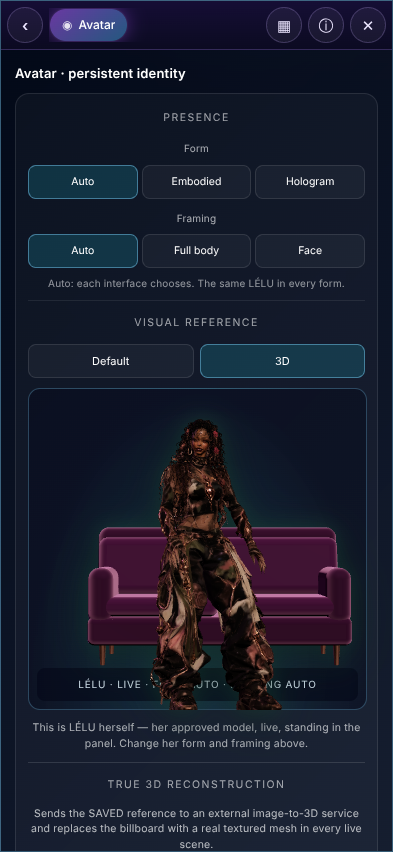 Avatar
Avatar · persistent identity
PRESENCE
Form
Auto
Embodied
Hologram
Framing
Auto
Full body
Face
Auto: each interface chooses. The same LÉLU in every form.
VISUAL REFERENCE
Default
3D
LÉLU · LIVE · UTO · NG AUTO
This is LÉLU herself — her approved model, live, standing in the
panel. Change her form and framing above.
TRUE 3D RECONSTRUCTION
Sends the SAVED reference to an external image-to-3D service
and replaces the billboard with a real textured mesh in every live
scene.